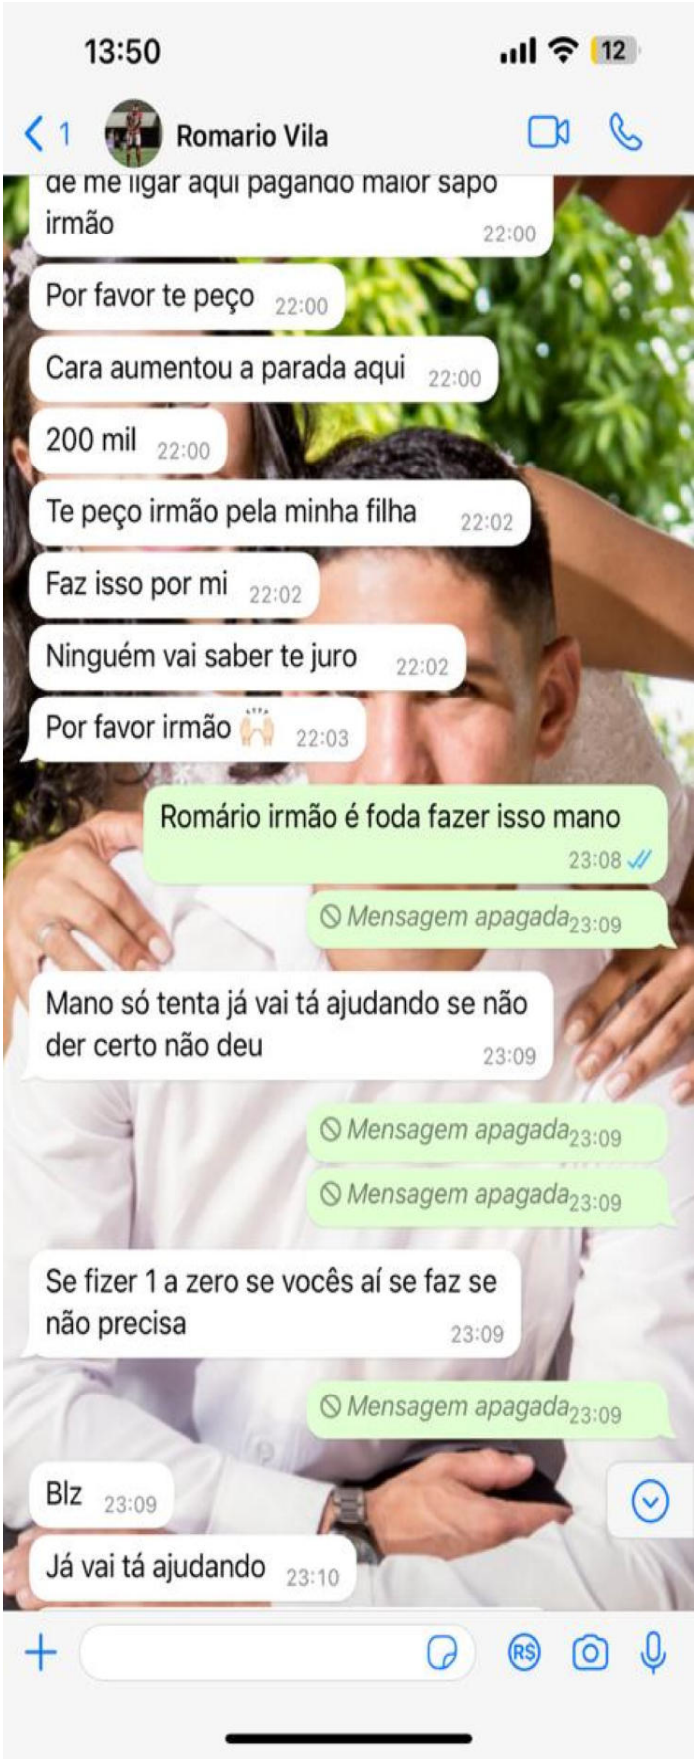 13:50
12
1
Romario Vila
de me ligar aqui pagando maior sapo
irmão
22:00
Por favor te peço 22:00
Cara aumentou a parada aqui 22:00
200 mil 22:00
Te peço irmão pela minha filha 22:02
Faz isso por mi 22:02
Ninguém vai saber te juro 22:02
Por favor irmão 🙌🏻 22:03
Romário irmão é foda fazer isso mano
23:08
Mensagem apagada 23:09
Mano só tenta já vai tá ajudando se não
der certo não deu
23:09
Mensagem apagada 23:09
Mensagem apagada 23:09
Se fizer 1 a zero se vocês aí se faz se
não precisa
23:09
Mensagem apagada 23:09
Blz 23:09
Já vai tá ajudando 23:10
R$